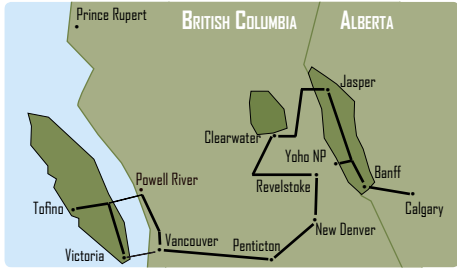 Prince Rupert
BRITISH COLUMBIA
ALBERTA
Jasper
Clearwater
Yoho NP
Banff
Powell River
Revelstoke
Calgary
Tofino
New Denver
Vancouver
Penticton
Victoria